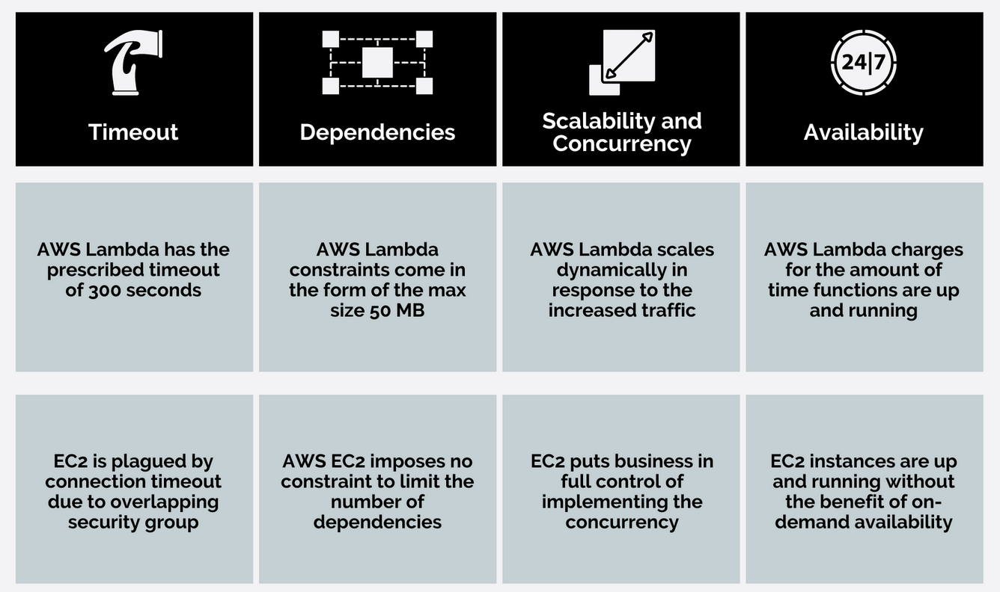 24|7
Timeout
Dependencies
Scalability and
Concurrency
Availability
AWS Lambda has the
prescribed timeout
of 300 seconds
AWS Lambda
constraints come in
the form of the max
size 50 MB
AWS Lambda scales
dynamically in
response to the
increased traffic
AWS Lambda charges
for the amount of
time functions are up
and running
EC2 is plagued by
connection timeout
due to overlapping
security group
AWS EC2 imposes no
constraint to limit the
number of
dependencies
EC2 puts business in
full control of
implementing the
concurrency
EC2 instances are up
and running without
the benefit of on-
demand availability